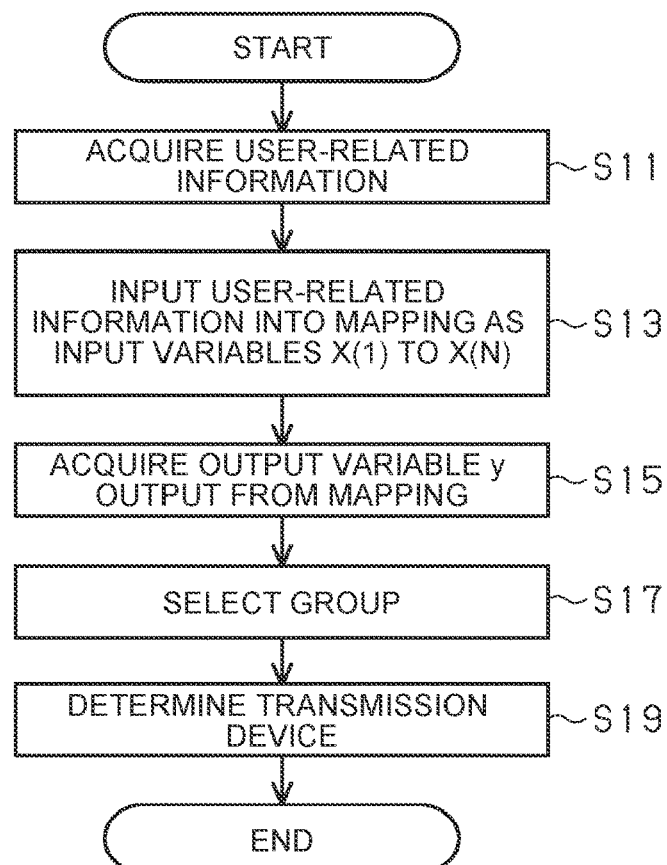 START
ACQUIRE USER-RELATED
INFORMATION
S11
INPUT USER-RELATED
INFORMATION INTO MAPPING AS
INPUT VARIABLES X(1) TO X(N)
S13
ACQUIRE OUTPUT VARIABLE y
OUTPUT FROM MAPPING
S15
SELECT GROUP
S17
DETERMINE TRANSMISSION
DEVICE
S19
END